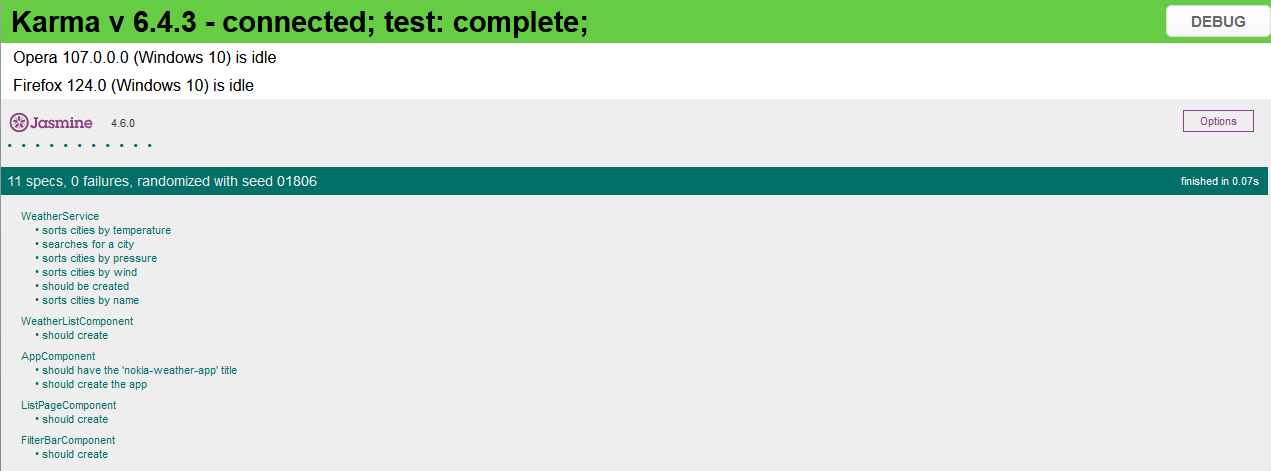 Karma v 6.4.3 - connected; test: complete;
DEBUG
Opera 107.0.0.0 (Windows 10) is idle
Firefox 124.0 (Windows 10) is idle
Jasmine 4.6.0
Options
• • • • • • • • • • •
11 specs, 0 failures, randomized with seed 01806
finished in 0.07s
WeatherService
• sorts cities by temperature
• searches for a city
• sorts cities by pressure
• sorts cities by wind
• should be created
• sorts cities by name
WeatherListComponent
• should create
AppComponent
• should have the 'nokia-weather-app' title
• should create the app
ListPageComponent
• should create
FilterBarComponent
• should create